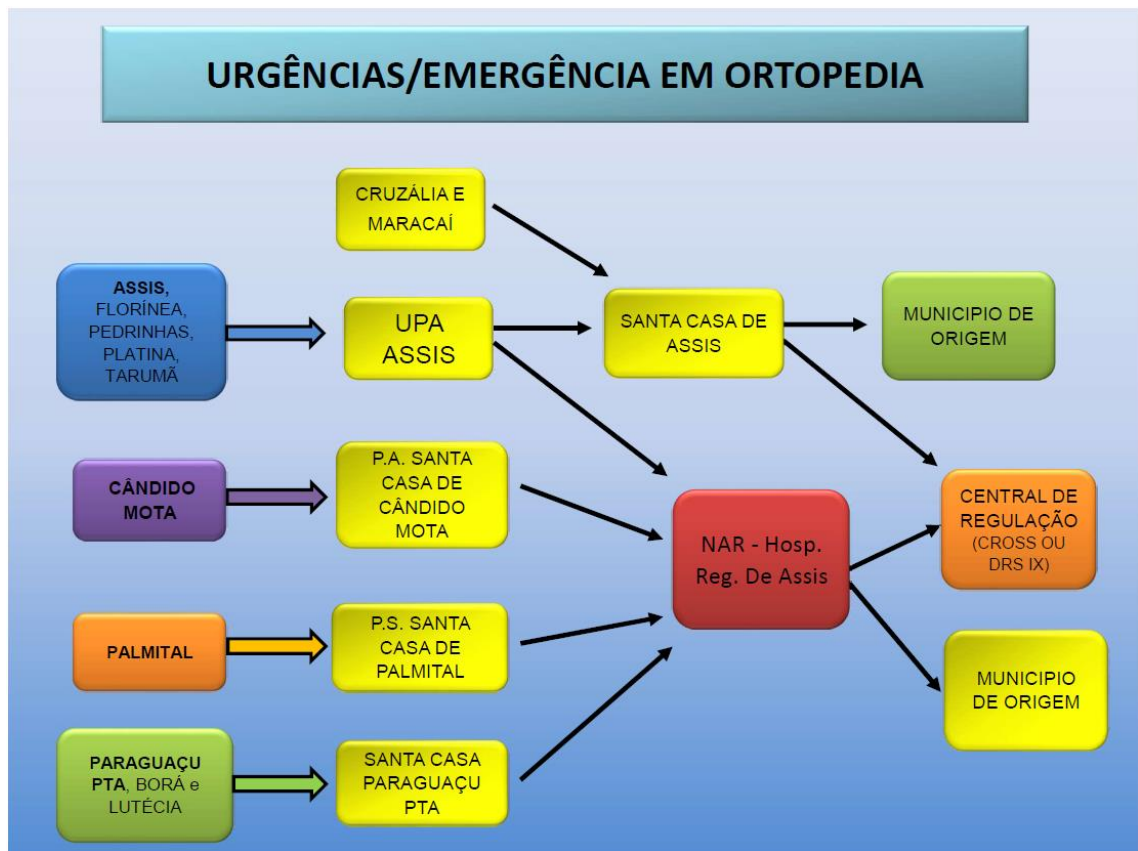 URGÊNCIAS/EMERGÊNCIA EM ORTOPEDIA
CRUZÁLIA E
MARACAÍ
ASSIS,
FLORÍNEA,
PEDRINHAS,
PLATINA,
TARUMÃ
UPA
ASSIS
SANTA CASA DE
ASSIS
MUNICIPIO DE
ORIGEM
CÂNDIDO
MOTA
P.A. SANTA
CASA DE
CÂNDIDO
MOTA
NAR - Hosp.
Reg. De Assis
CENTRAL DE
REGULAÇÃO
(CROSS OU
DRS IX)
PALMITAL
P.S. SANTA
CASA DE
PALMITAL
MUNICIPIO
DE ORIGEM
PARAGUAÇU
PTA, BORÁ e
LUTÉCIA
SANTA CASA
PARAGUAÇU
PTA